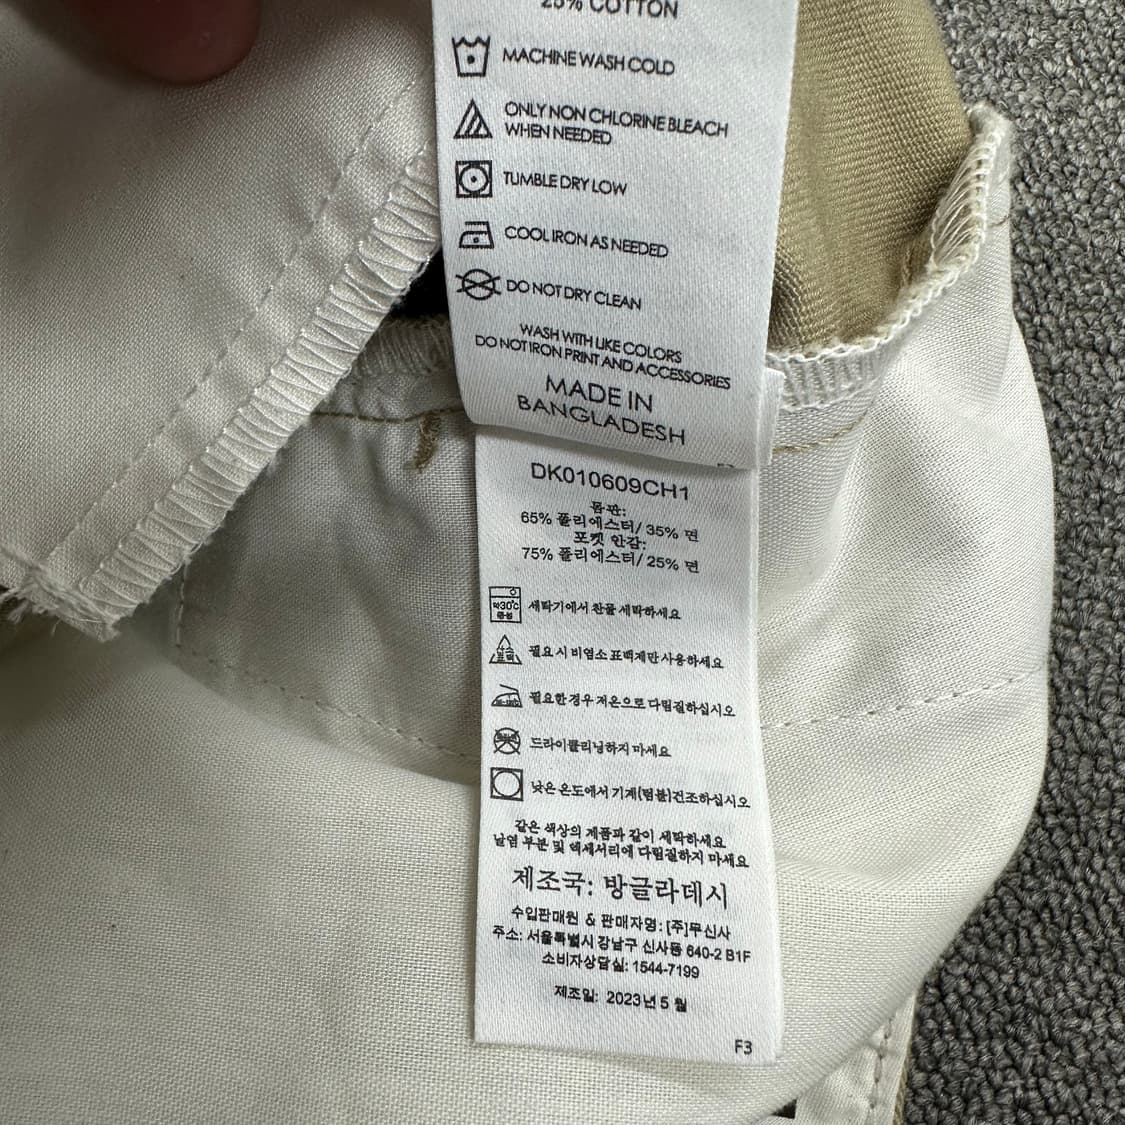 25% COTTON
MACHINE WASH COLD
ONLY NON CHLORINE BLEACH
WHEN NEEDED
TUMBLE DRY LOW
COOL IRON AS NEEDED
DO NOT DRY CLEAN
WASH WITH LIKE COLORS
DO NOT IRON PRINT AND ACCESSORIES
MADE IN
BANGLADESH
DK010609CH1
몸판:
65% 폴리에스터/ 35% 면
포켓 안감:
75% 폴리에스터/ 25% 면
약30℃
중성
세탁기에서 찬물 세탁하세요
필요 시 비염소 표백제만 사용하세요
필요한 경우 저온으로 다림질하십시오
드라이클리닝하지 마세요
낮은 온도에서 기계(텀블)건조하십시오
같은 색상의 제품과 같이 세탁하세요
날염 부분 및 액세서리에 다림질하지 마세요
제조국: 방글라데시
수입판매원 & 판매자명: [주]무신사
주소: 서울특별시 강남구 신사동 640-2 B1F
소비자상담실: 1544-7199
제조일: 2023년 5 월
F3